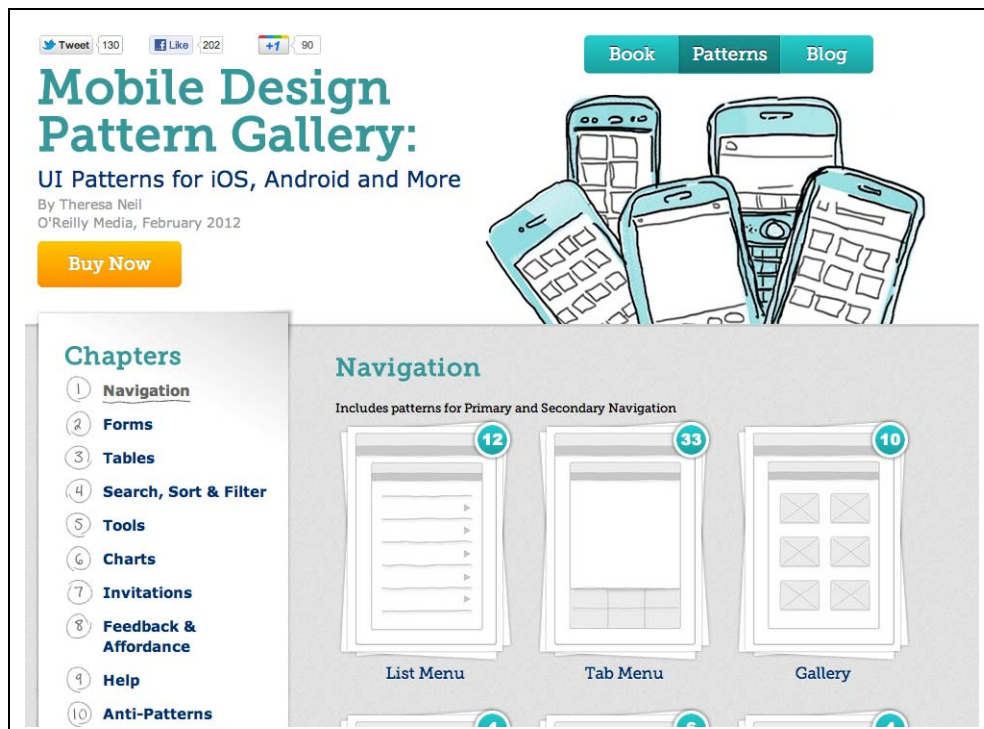 Tweet 130 Like 202 +1 90
Book Patterns Blog
Mobile Design
Pattern Gallery:
UI Patterns for iOS, Android and More
By Theresa Neil
O'Reilly Media, February 2012
Buy Now
Chapters
1 Navigation
2 Forms
3 Tables
4 Search, Sort & Filter
5 Tools
6 Charts
7 Invitations
8 Feedback &
Affordance
9 Help
10 Anti-Patterns
Navigation
Includes patterns for Primary and Secondary Navigation
12 33 10
List Menu Tab Menu Gallery